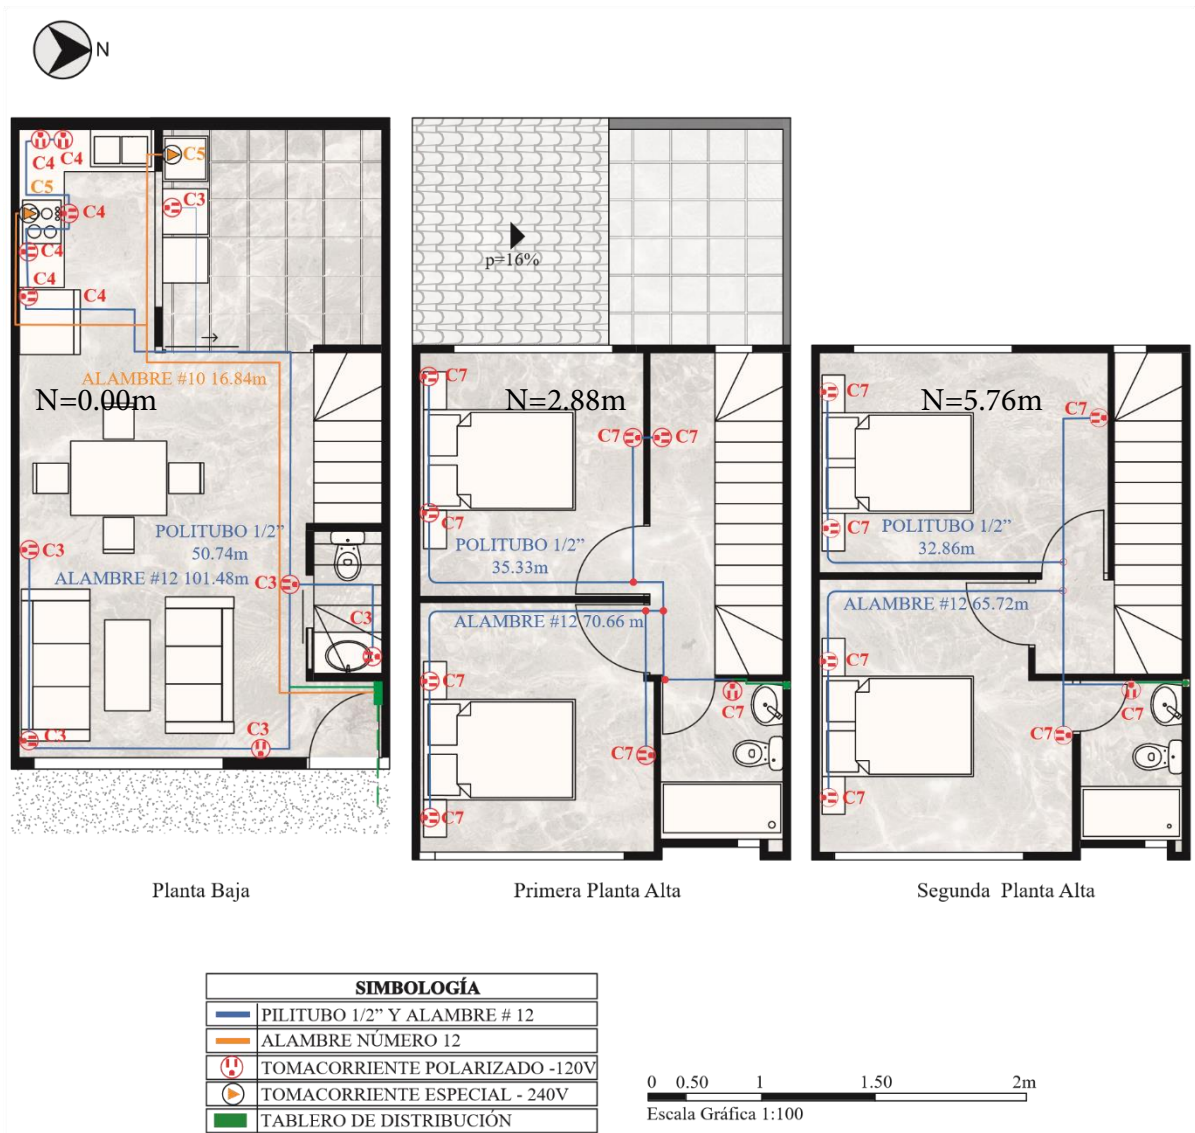 N
C4
C4
C5
C5
C4
C3
C4
C4
ALAMBRE #10 16.84m
N=0.00m
POLITUBO 1/2”
50.74m
ALAMBRE #12 101.48m
C3
C3
C3
C3
C3
Planta Baja
p=16%
C7
N=2.88m
C7
C7
C7
POLITUBO 1/2”
35.33m
ALAMBRE #12 70.66 m
C7
C7
C7
C7
Primera Planta Alta
C7
N=5.76m
C7
C7
POLITUBO 1/2”
32.86m
ALAMBRE #12 65.72m
C7
C7
C7
C7
Segunda Planta Alta
SIMBOLOGÍA
PILITUBO 1/2” Y ALAMBRE # 12
ALAMBRE NÚMERO 12
TOMACORRIENTE POLARIZADO -120V
TOMACORRIENTE ESPECIAL - 240V
TABLERO DE DISTRIBUCIÓN
0 0.50 1 1.50 2m
Escala Gráfica 1:100